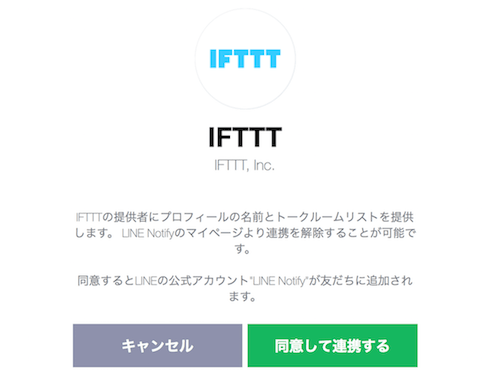 IFTTT
IFTTT
IFTTT, Inc.
IFTTTの提供者にプロフィールの名前とトークルームリストを提供
します。 LINE Notifyのマイページより連携を解除することが可能で
す。
同意するとLINEの公式アカウント"LINE Notify"が友だちに追加され
ます。
キャンセル
同意して連携する